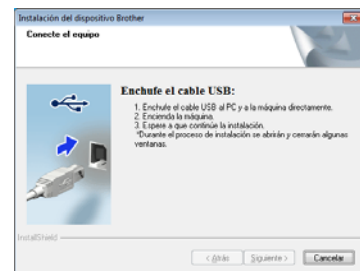 Instalación del dispositivo Brother
Conecte el equipo
Enchufe el cable USB:
1. Enchufe el cable USB al PC y a la máquina directamente.
2. Encienda la máquina.
3. Espere a que continúe la instalación.
*Durante el proceso de instalación se abrirán y cerrarán algunas
ventanas.
InstallShield
< Atrás
Siguiente >
Cancelar